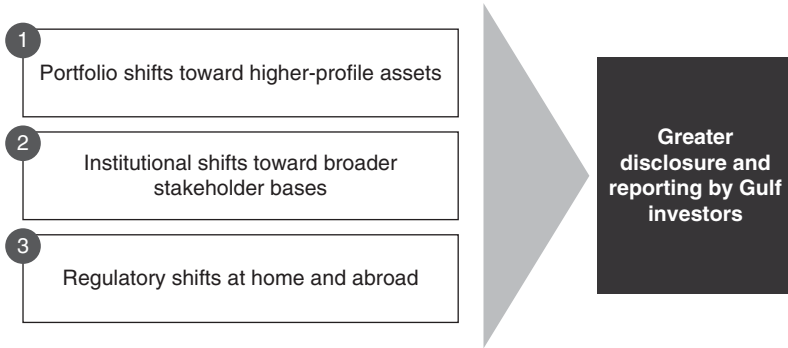 1
Portfolio shifts toward higher-profile assets
2
Institutional shifts toward broader
stakeholder bases
3
Regulatory shifts at home and abroad
Greater
disclosure and
reporting by Gulf
investors